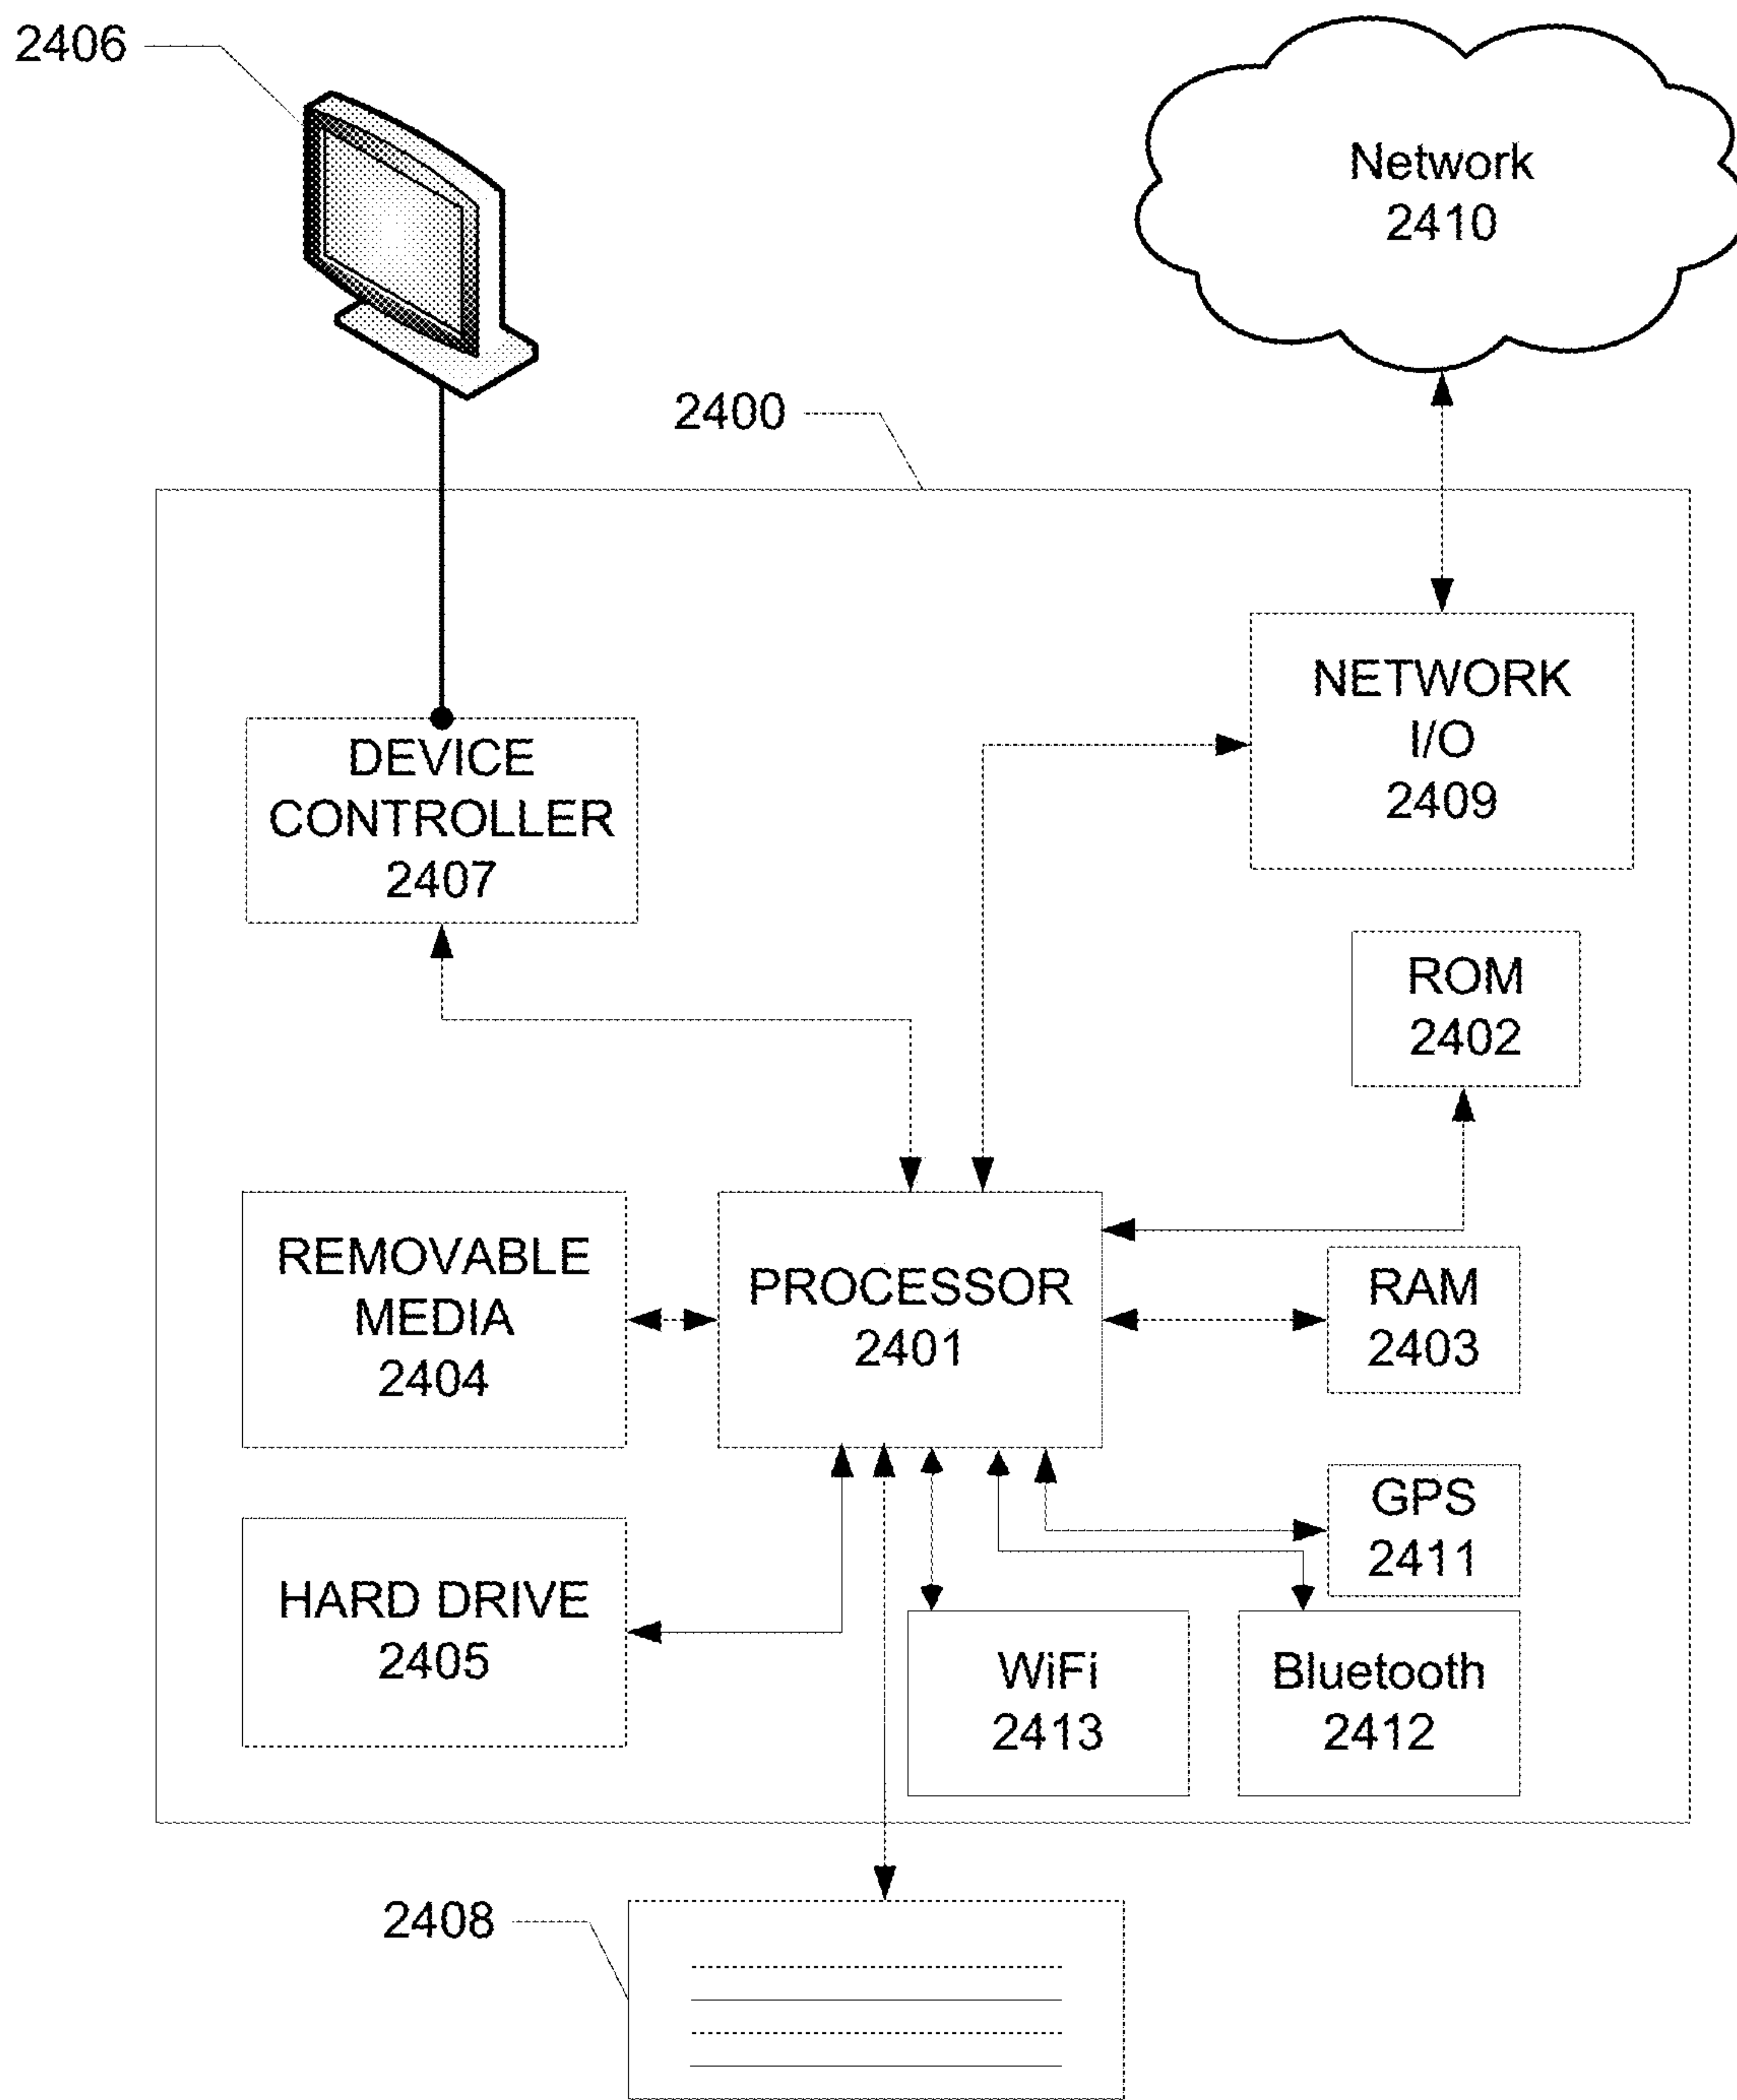 2406
Network
2410
2400
NETWORK
I/O
2409
DEVICE
CONTROLLER
2407
ROM
2402
REMOVABLE
MEDIA
2404
PROCESSOR
2401
RAM
2403
GPS
2411
HARD DRIVE
2405
WiFi
2413
Bluetooth
2412
2408